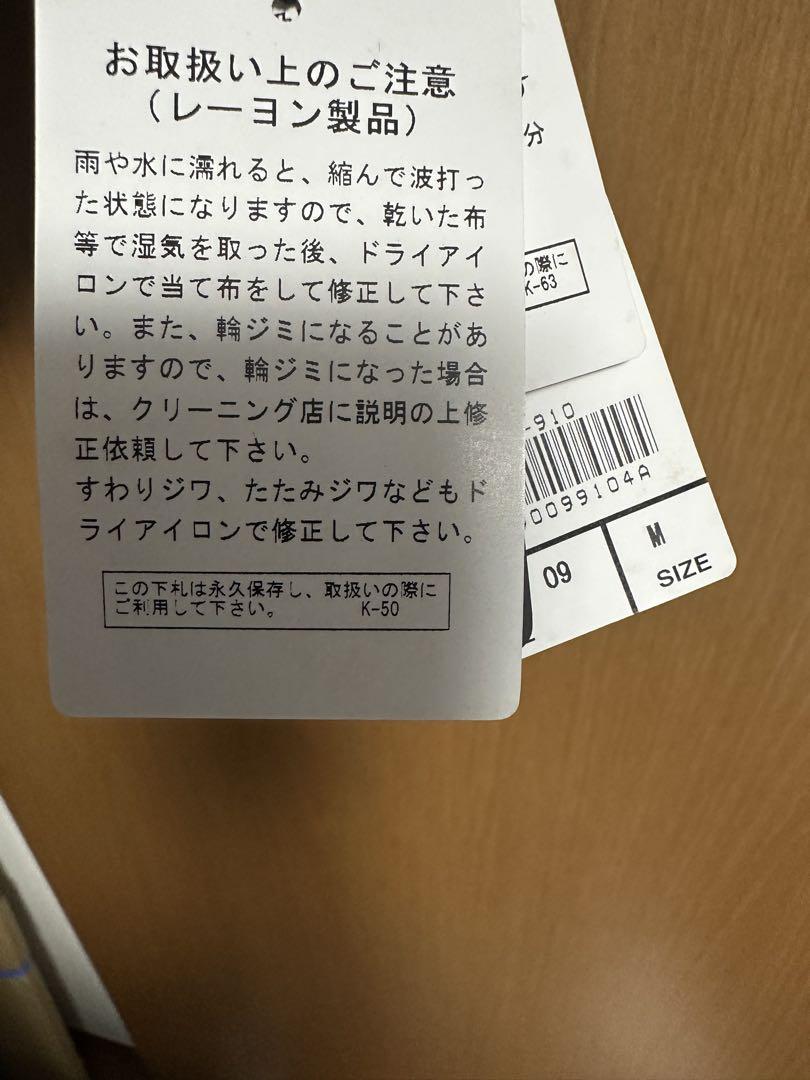 お取扱い上のご注意
（レーヨン製品）
雨や水に濡れると、縮んで波打っ
た状態になりますので、乾いた布
等で湿気を取った後、ドライアイ
ロンで当て布をして修正して下さ
い。また、輪ジミになることがあ
りますので、輪ジミになった場合
は、クリーニング店に説明の上修
正依頼して下さい。
すわりジワ、たたみジワなどもド
ライアイロンで修正して下さい。
この下札は永久保存し、取扱いの際に
ご利用して下さい。 K-50
分
の際に
K-63
-910
0099104A
09
M
SIZE